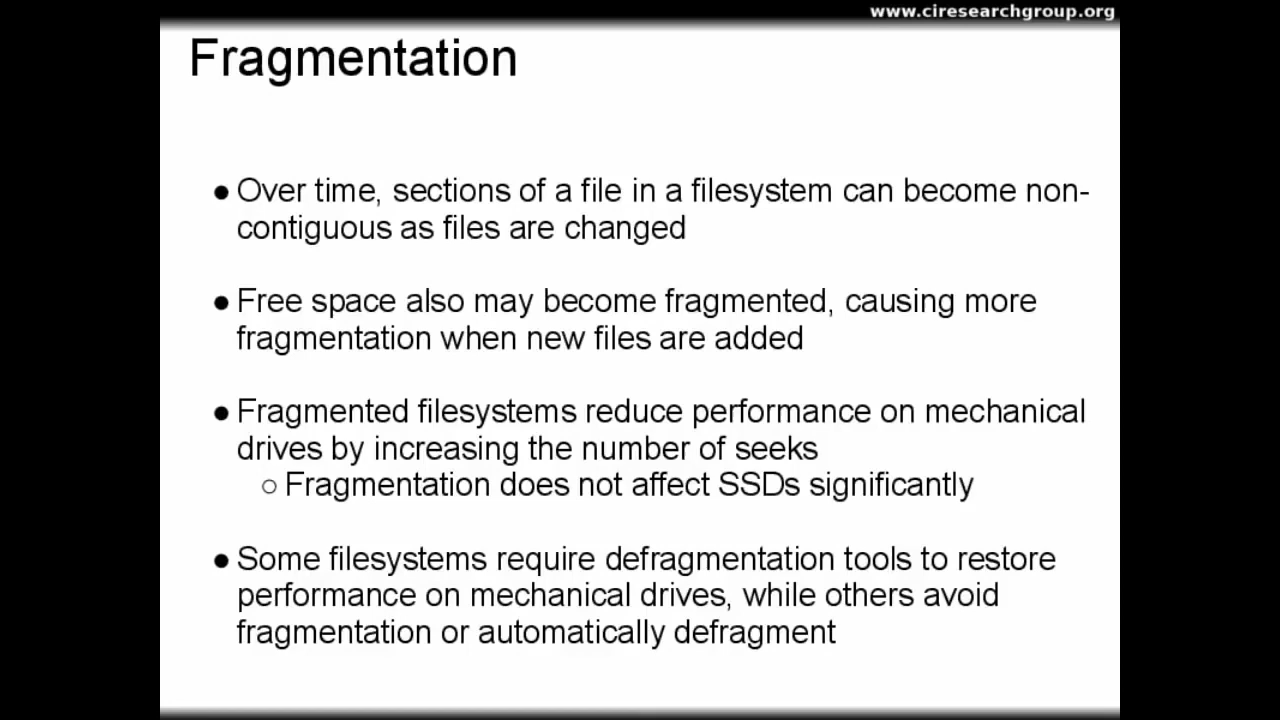 www.ciresearchgroup.org
Fragmentation
● Over time, sections of a file in a filesystem can become non-
contiguous as files are changed
● Free space also may become fragmented, causing more
fragmentation when new files are added
● Fragmented filesystems reduce performance on mechanical
drives by increasing the number of seeks
○ Fragmentation does not affect SSDs significantly
● Some filesystems require defragmentation tools to restore
performance on mechanical drives, while others avoid
fragmentation or automatically defragment